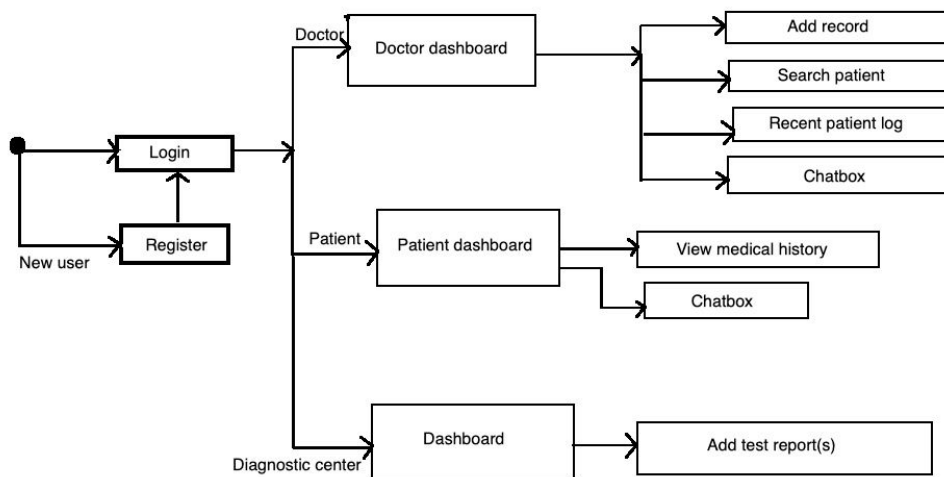 Doctor
Doctor dashboard
Add record
Search patient
Recent patient log
Chatbox
Login
Register
New user
Patient
Patient dashboard
View medical history
Chatbox
Diagnostic center
Dashboard
Add test report(s)